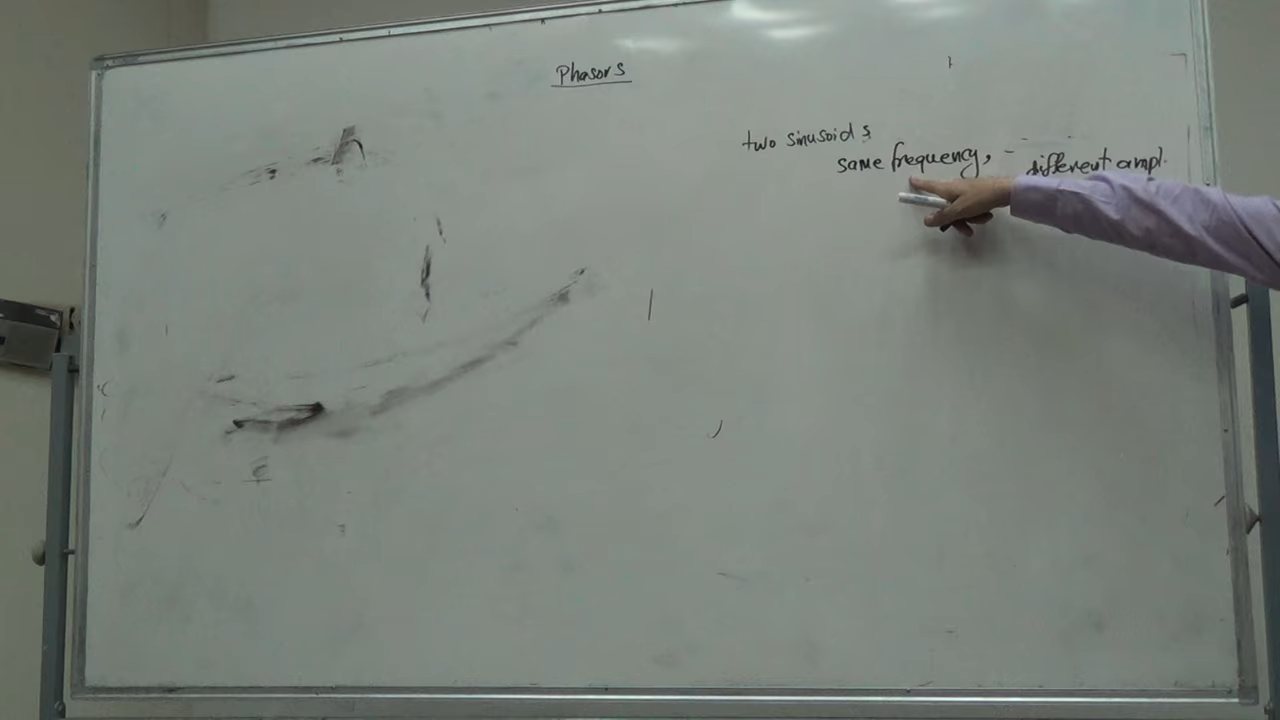 Phasors
two sinusoids
same frequency, - different ampl.